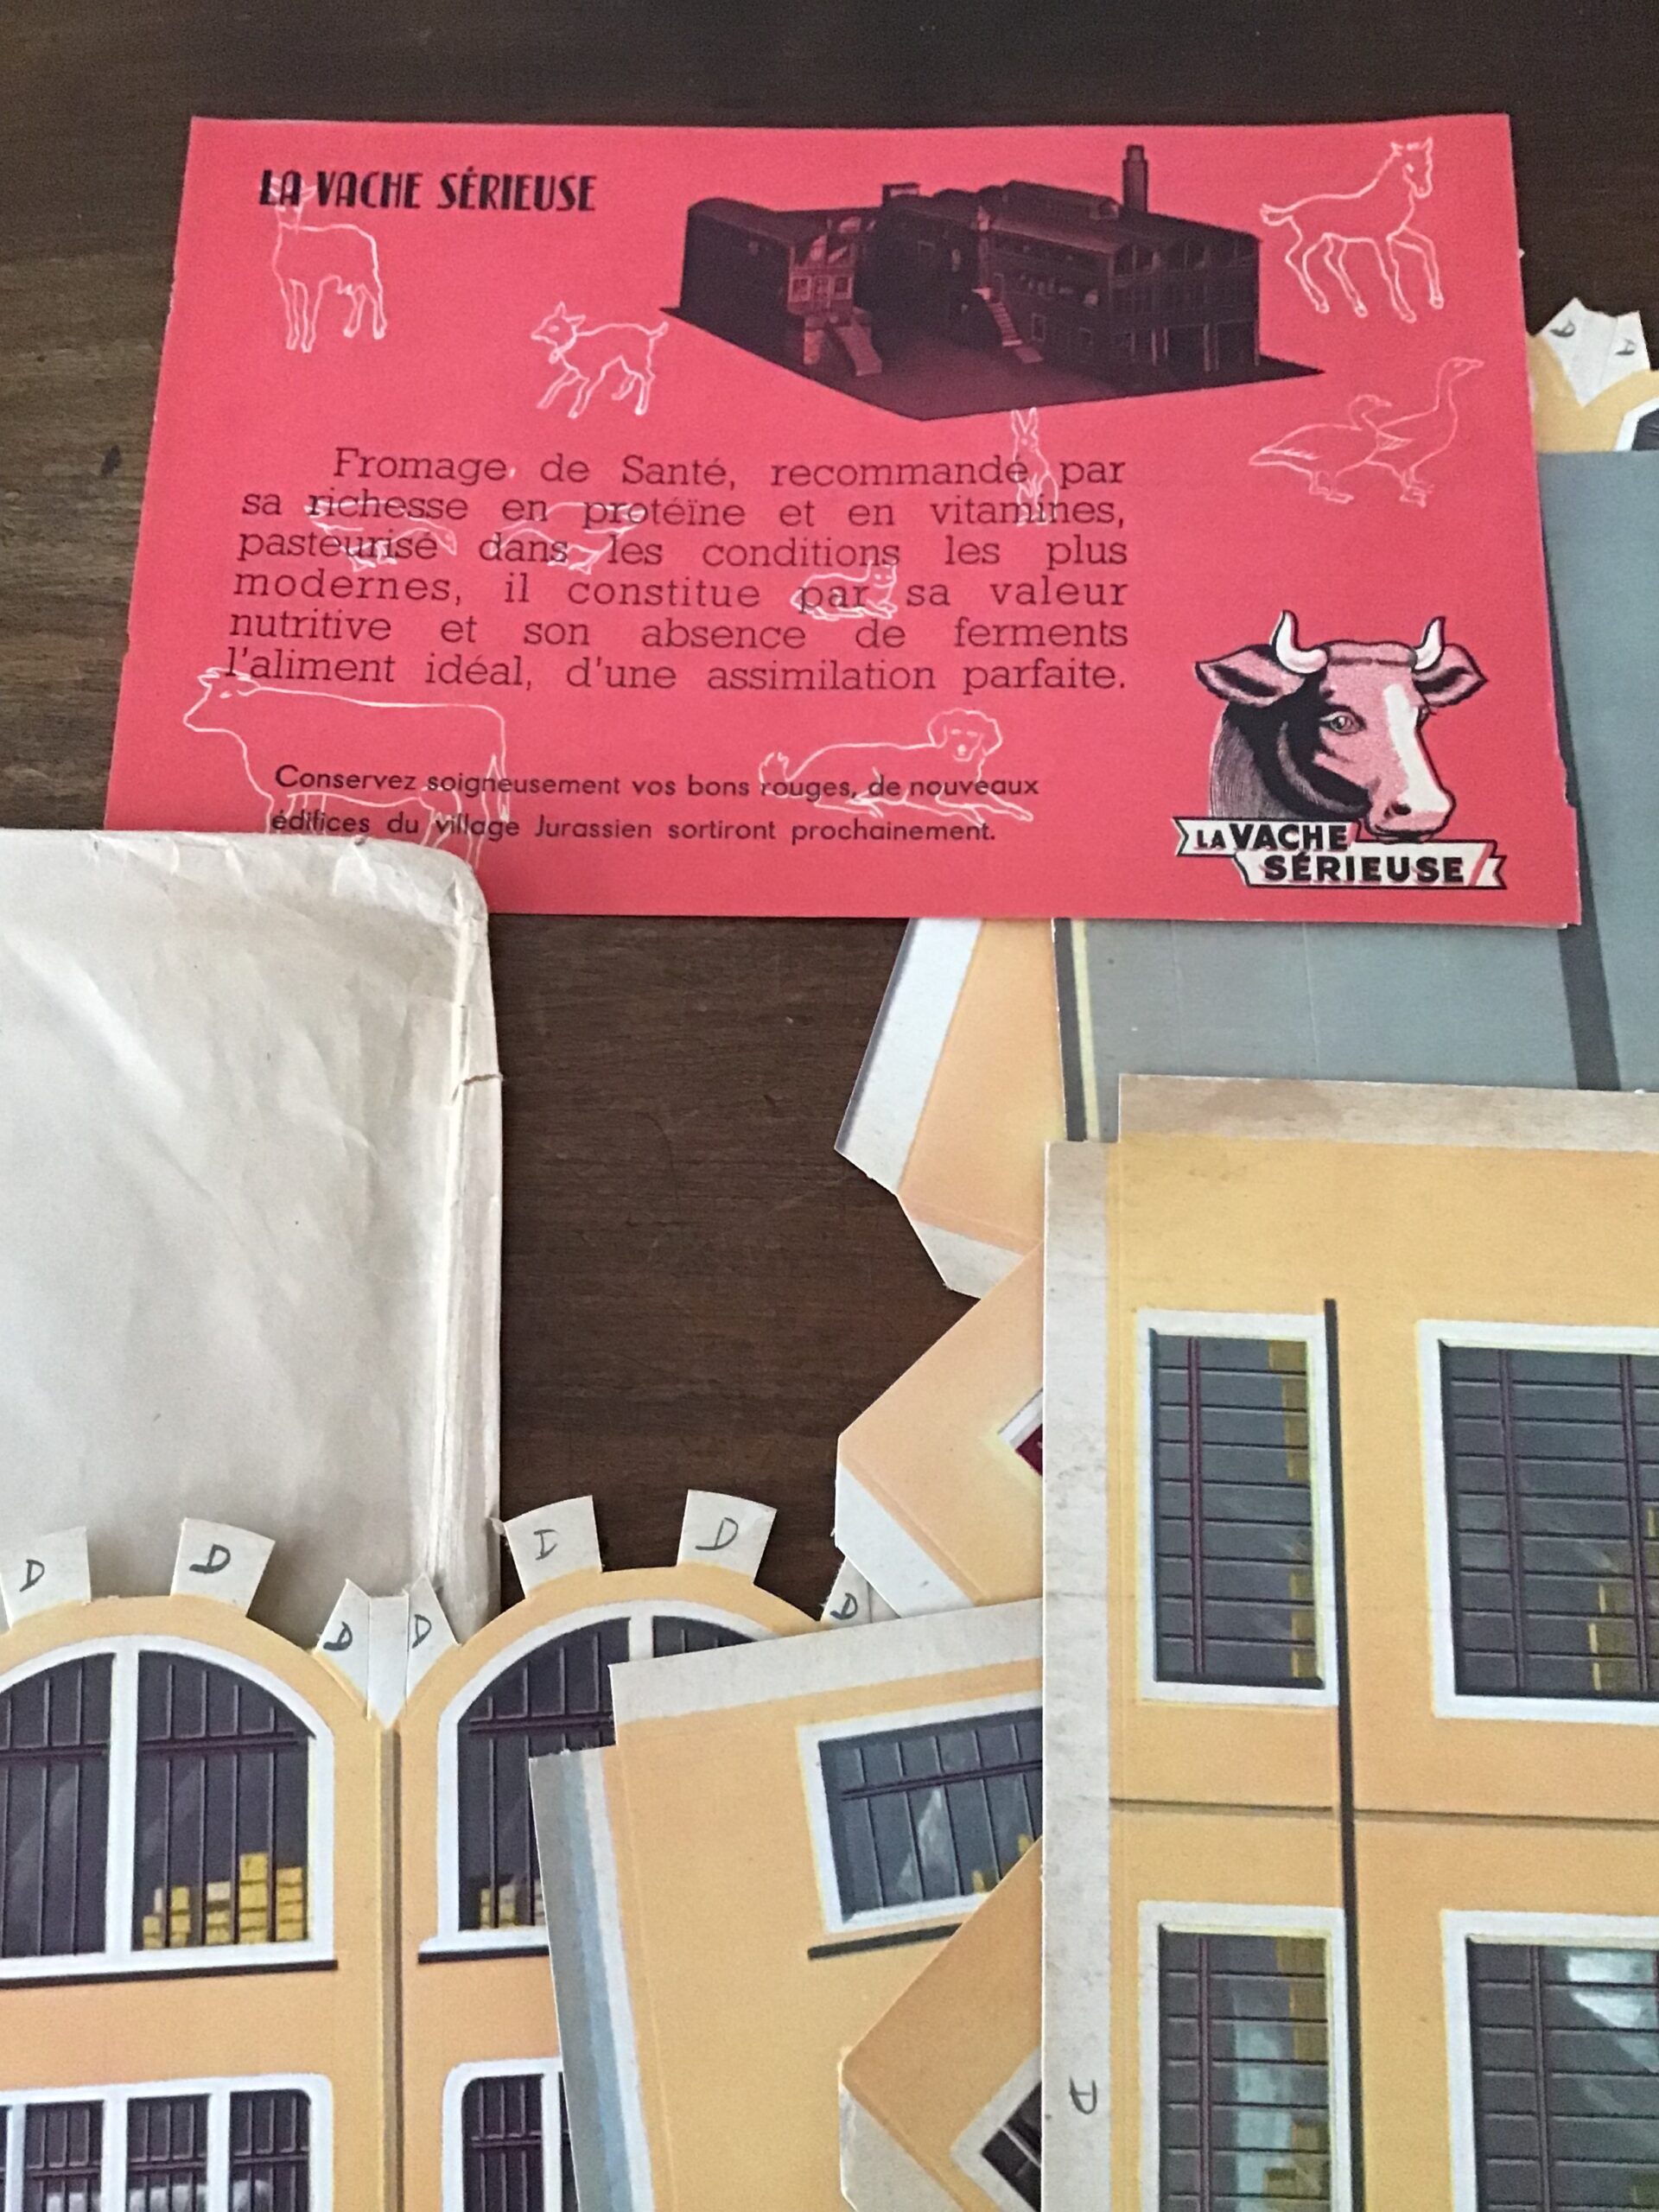 LA VACHE SÉRIEUSE
Fromage de Santé, recommandé par
sa richesse en protéïne et en vitamines,
pasteurisé dans les conditions les plus
modernes, il constitue par sa valeur
nutritive et son absence de ferments
l'aliment idéal, d'une assimilation parfaite.
Conservez soigneusement vos bons rouges, de nouveaux
édifices du village Jurassien sortiront prochainement.
LA VACHE
SÉRIEUSE
D D
D D D D I D D
D